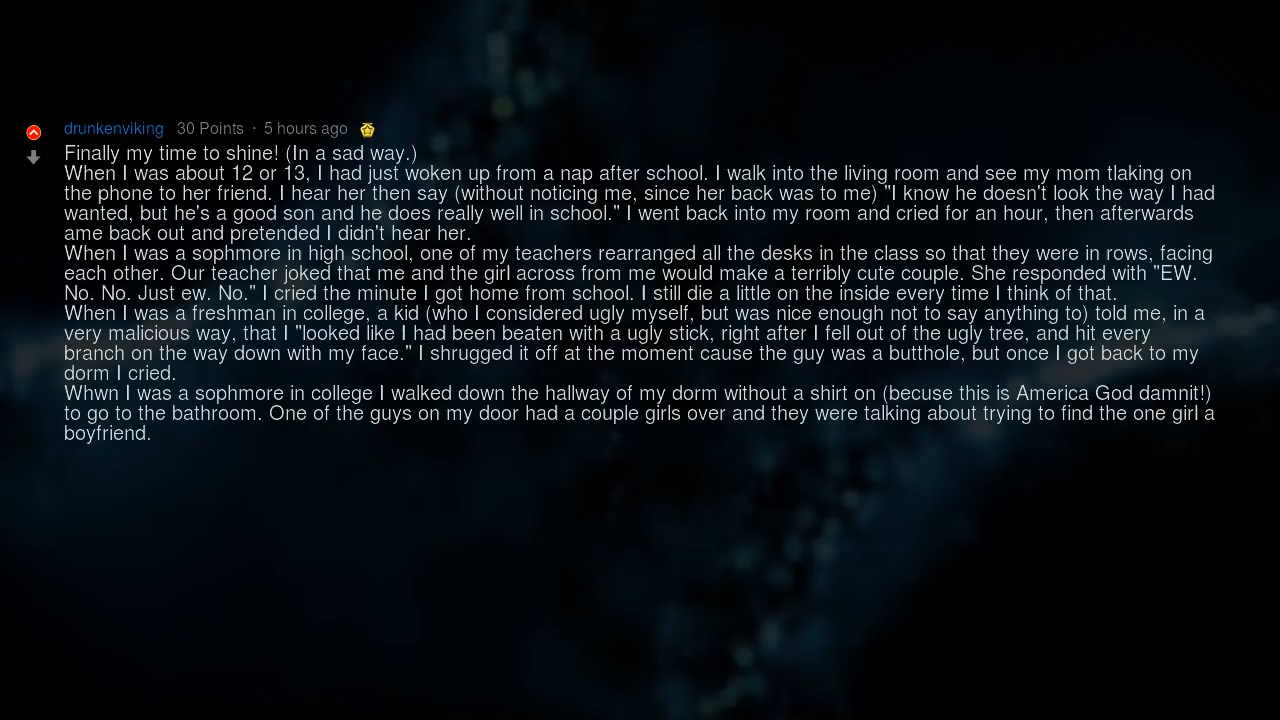 drunkenviking 30 Points · 5 hours ago
Finally my time to shine! (In a sad way.)
When I was about 12 or 13, I had just woken up from a nap after school. I walk into the living room and see my mom tlaking on
the phone to her friend. I hear her then say (without noticing me, since her back was to me) "I know he doesn't look the way I had
wanted, but he's a good son and he does really well in school." I went back into my room and cried for an hour, then afterwards
ame back out and pretended I didn't hear her.
When I was a sophmore in high school, one of my teachers rearranged all the desks in the class so that they were in rows, facing
each other. Our teacher joked that me and the girl across from me would make a terribly cute couple. She responded with "EW.
No. No. Just ew. No." I cried the minute I got home from school. I still die a little on the inside every time I think of that.
When I was a freshman in college, a kid (who I considered ugly myself, but was nice enough not to say anything to) told me, in a
very malicious way, that I "looked like I had been beaten with a ugly stick, right after I fell out of the ugly tree, and hit every
branch on the way down with my face." I shrugged it off at the moment cause the guy was a butthole, but once I got back to my
dorm I cried.
Whwn I was a sophmore in college I walked down the hallway of my dorm without a shirt on (becuse this is America God damnit!)
to go to the bathroom. One of the guys on my door had a couple girls over and they were talking about trying to find the one girl a
boyfriend.